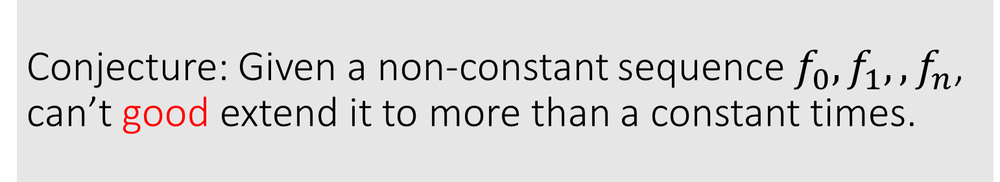 Conjecture: Given a non-constant sequence f₀, f₁, , fₙ,
can’t good extend it to more than a constant times.